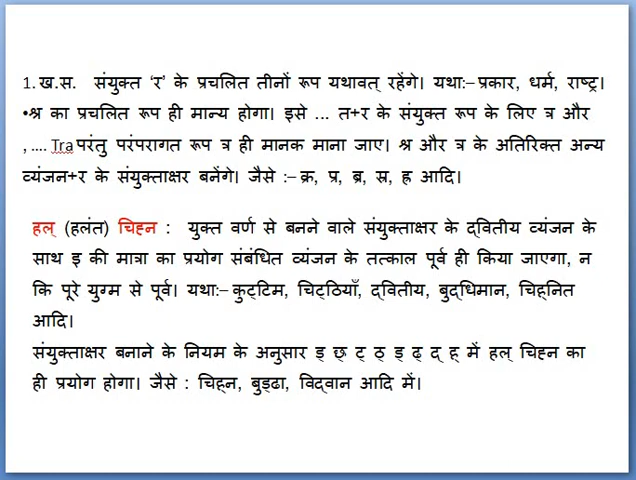 1. ख.स. संयुक्त ‘र’ के प्रचलित तीनों रूप यथावत् रहेंगे। यथा:– प्रकार, धर्म, राष्ट्र।
•श्र का प्रचलित रूप ही मान्य होगा। इसे ... त+र के संयुक्त रूप के लिए त्र और
, .... Tra परंतु परंपरागत रूप त्र ही मानक माना जाए। श्र और त्र के अतिरिक्त अन्य
व्यंजन+र के संयुक्ताक्षर बनेंगे। जैसे :– क्र, प्र, ब्र, स्र, ह्र आदि।
हल् (हलंत) चिह्न : युक्त वर्ण से बनने वाले संयुक्ताक्षर के द्‌वितीय व्यंजन के
साथ इ की मात्रा का प्रयोग संबंधित व्यंजन के तत्काल पूर्व ही किया जाएगा, न
कि पूरे युग्म से पूर्व। यथा:– कुट्‌टिम, चिट्‌ठियाँ, द्‌वितीय, बुद्‌धिमान, चिह्‌नित
आदि।
संयुक्ताक्षर बनाने के नियम के अनुसार ङ् छ् ट् ठ् ड् ढ् द् ह् में हल् चिह्न का
ही प्रयोग होगा। जैसे : चिह्‌न, बुड्‌ढा, विद्‌वान आदि में।